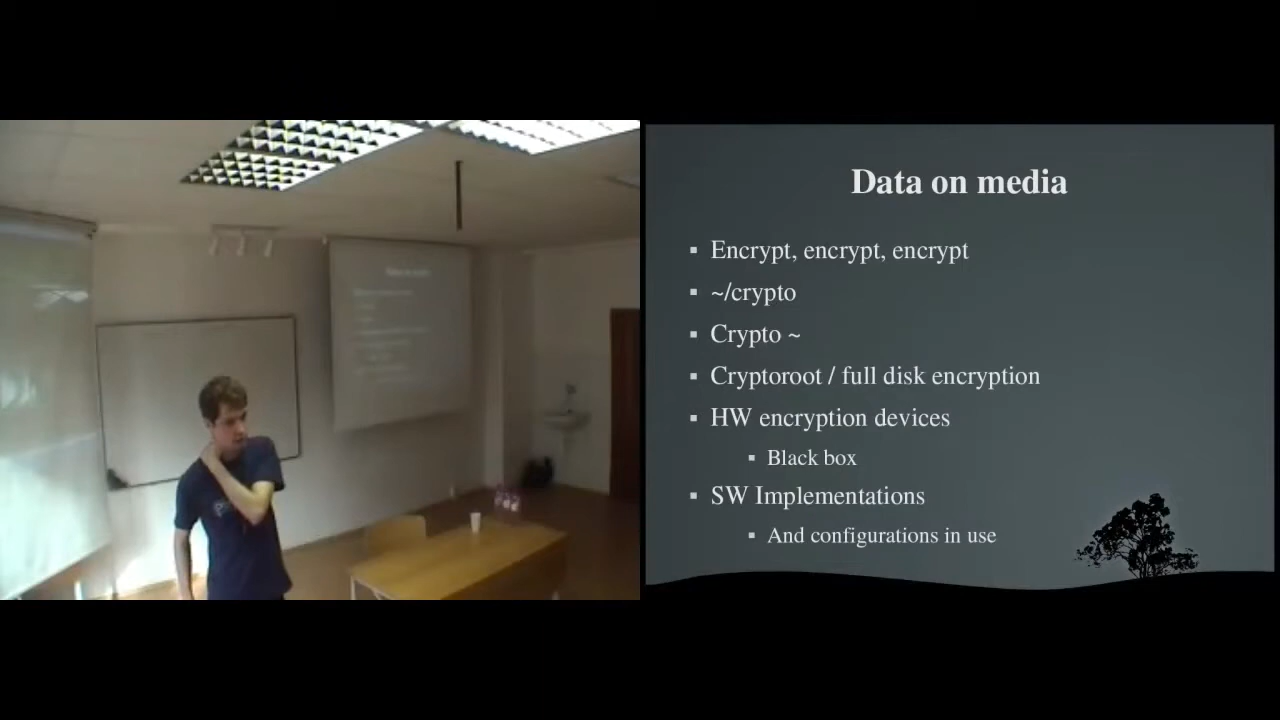 Data on media
Encrypt, encrypt, encrypt
~/crypto
Crypto ~
Cryptoroot / full disk encryption
HW encryption devices
Black box
SW Implementations
And configurations in use